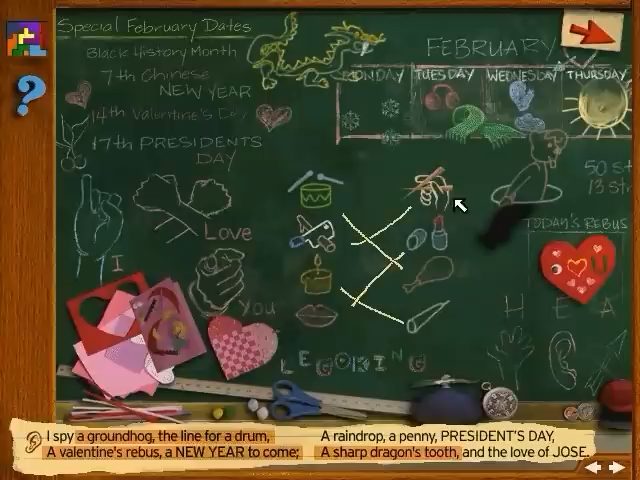 Special February Dates
Black History Month
7th Chinese
NEW YEAR
14th Valentine's Day
17th PRESIDENTS
DAY
FEBRUARY
MONDAY TUESDAY WEDNESDAY THURSDAY
50 st
13 st
TODAY'S REBUS
U
Love
I
You
H E A
I spy a groundhog, the line for a drum,
A valentine's rebus, a NEW YEAR to come;
A raindrop, a penny, PRESIDENT'S DAY,
A sharp dragon's tooth, and the love of JOSE.